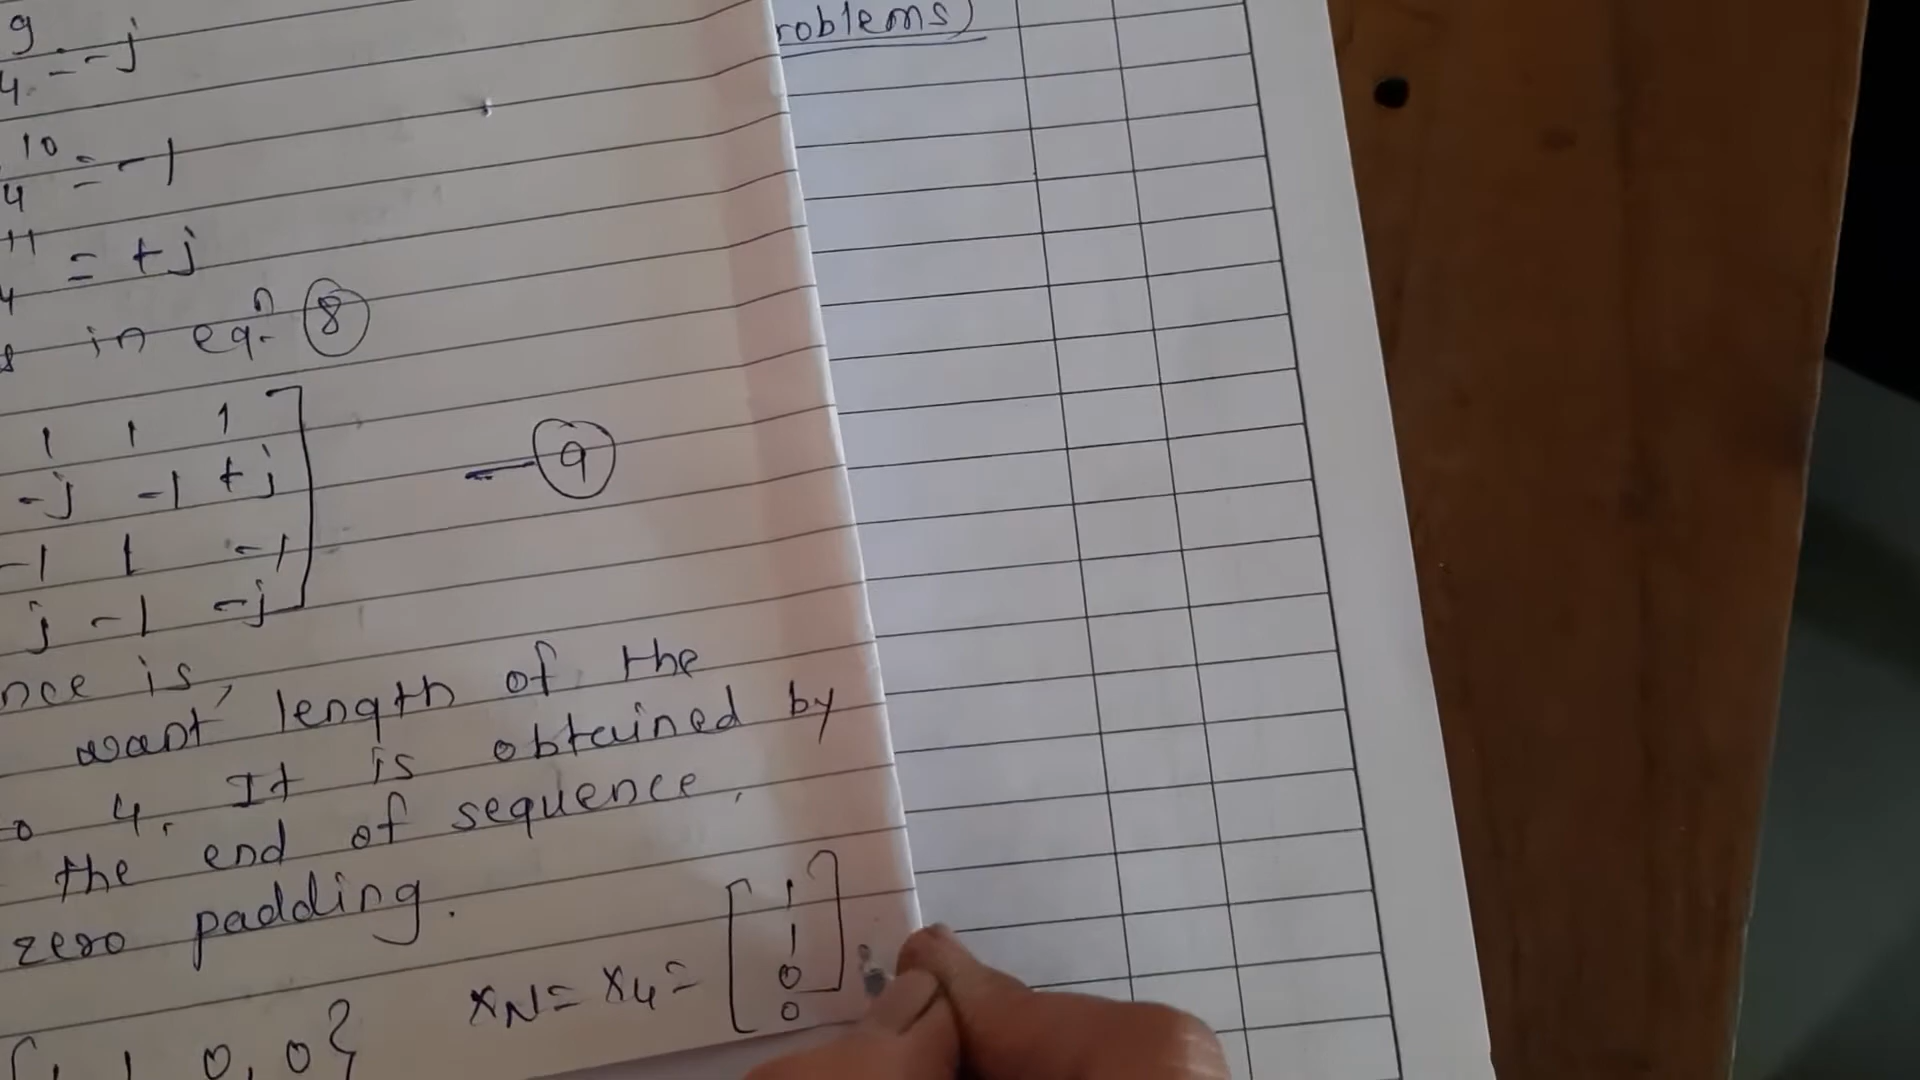 roblems)
9
4 = -j
10
4 = -1
11
4 = +j
in eqn. 8
1 1 1
-j -1 +j
-1 1 -1
j -1 -j
— 9
nce is,
want length of the
4. It is obtained by
the end of sequence,
zero padding.
xN = x4 = [1
1
0
0]
1, 0, 0}